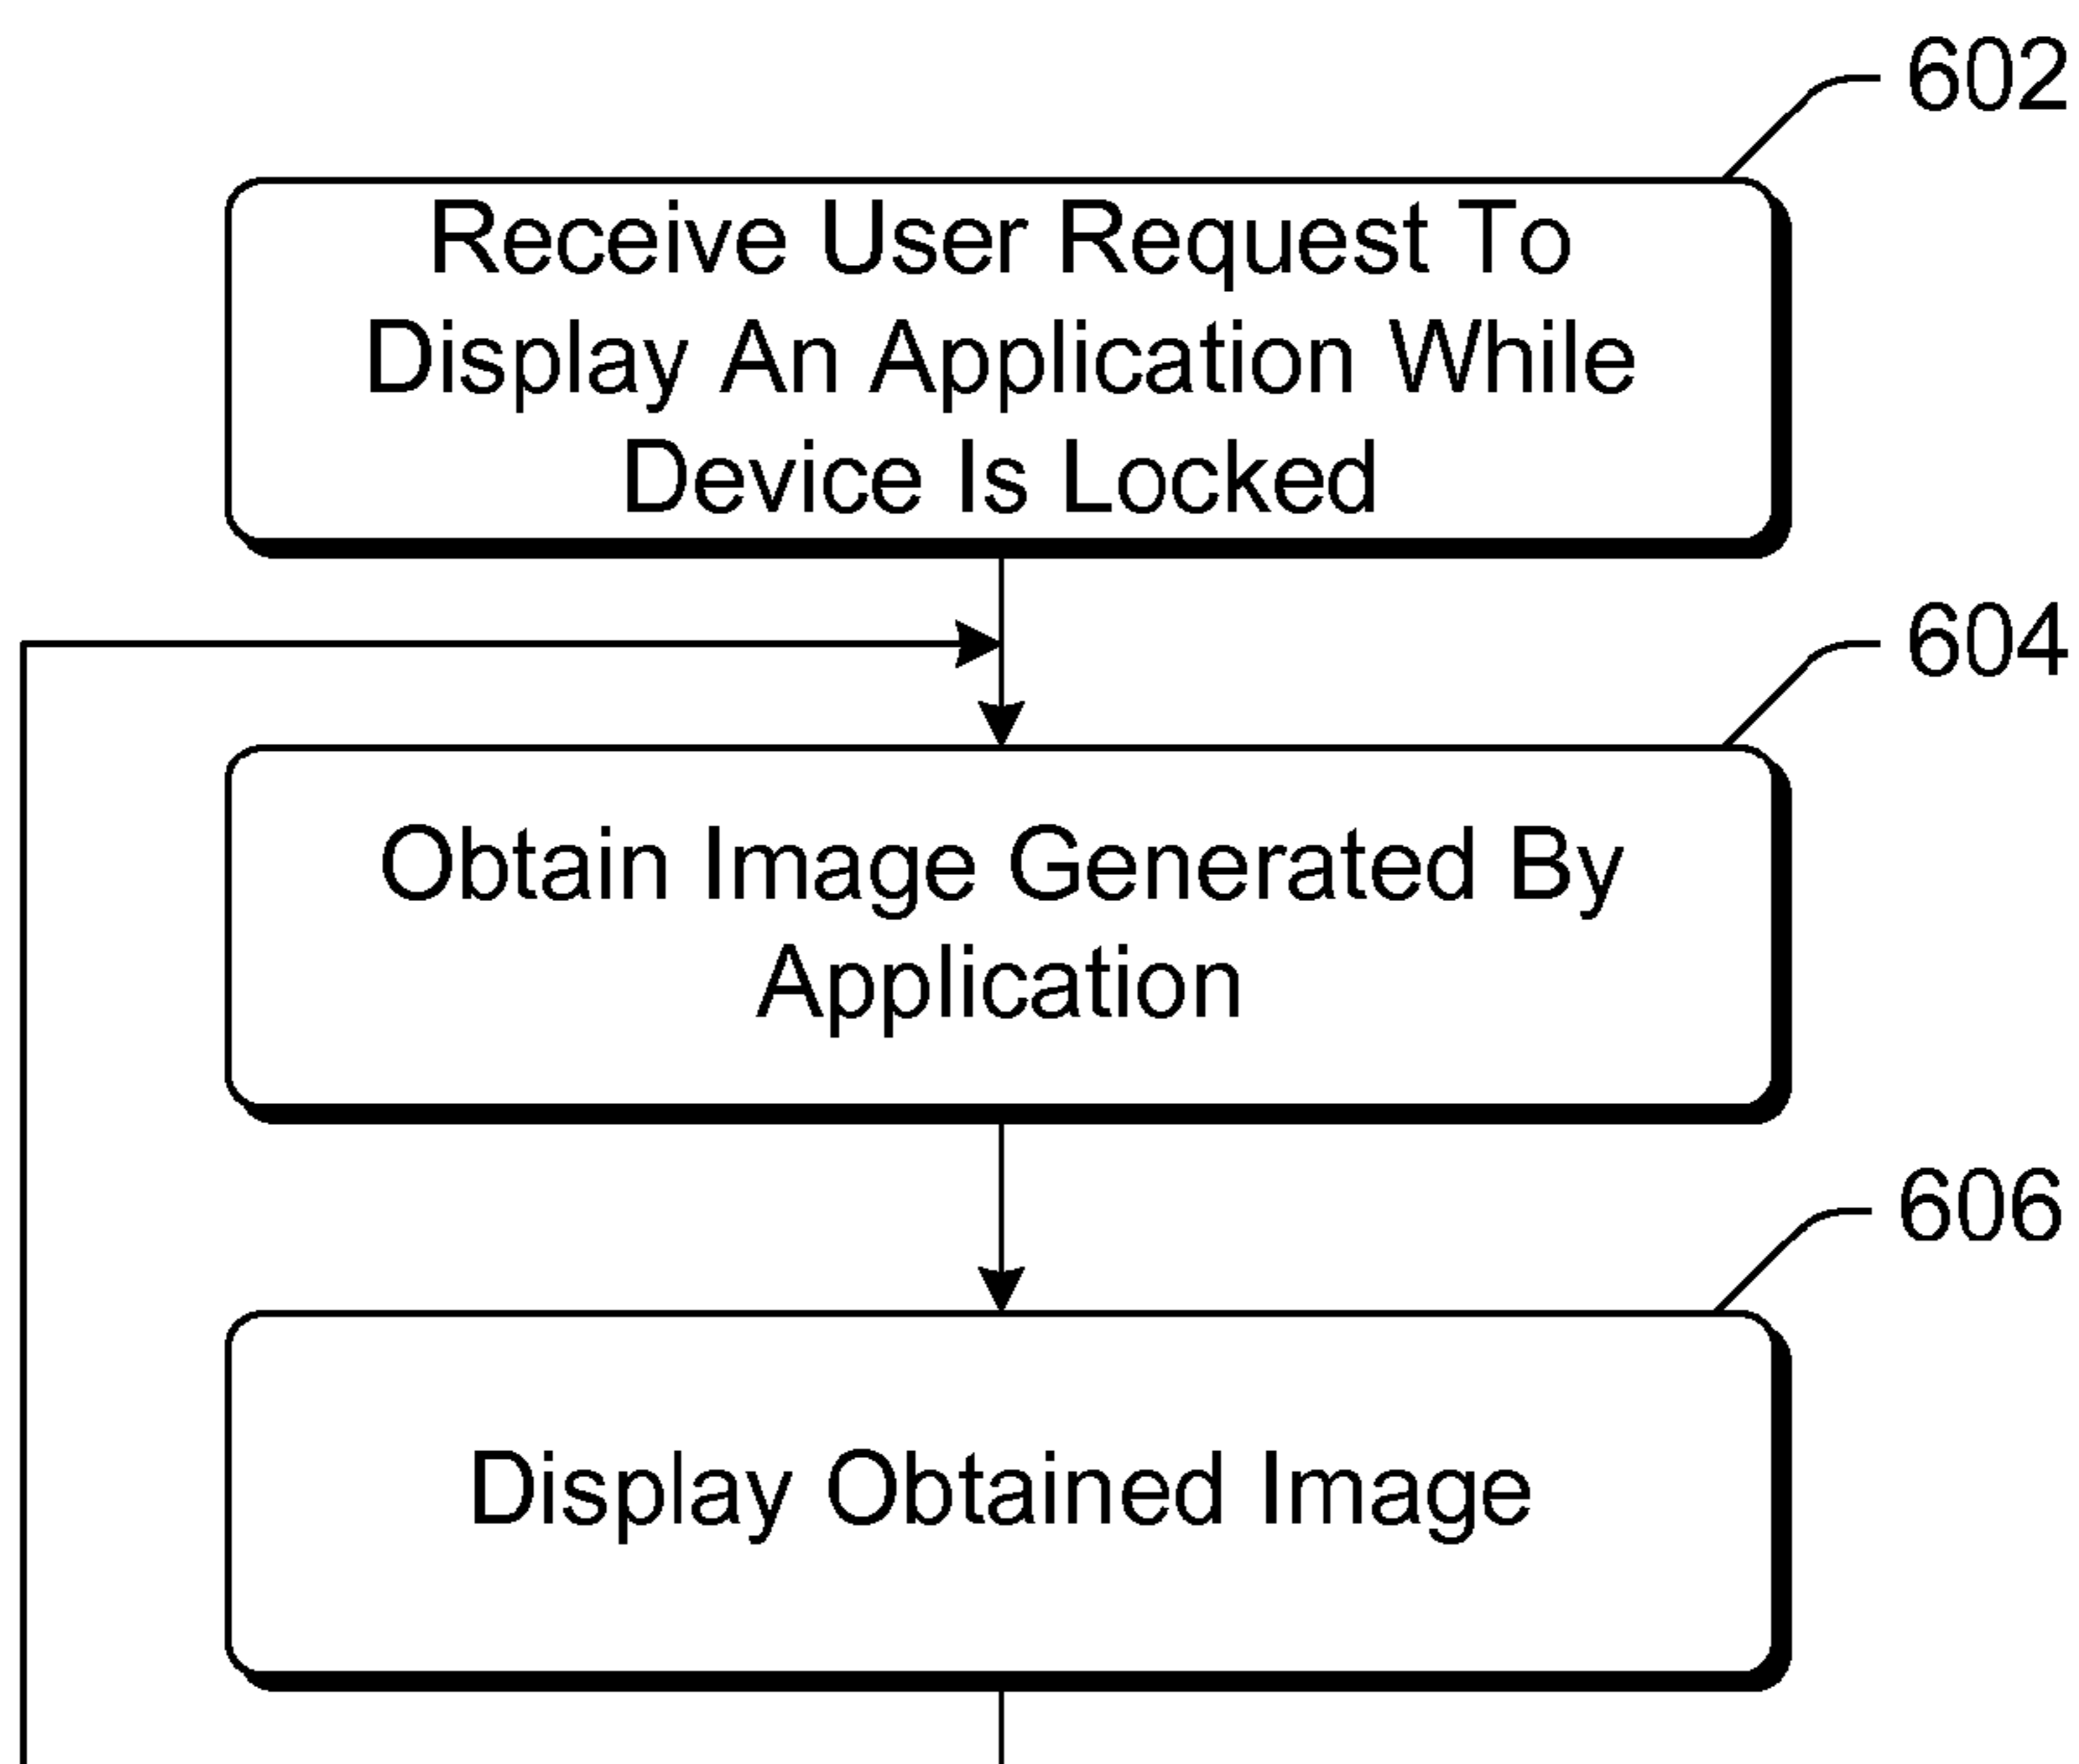 602
Receive User Request To
Display An Application While
Device Is Locked
604
Obtain Image Generated By
Application
606
Display Obtained Image